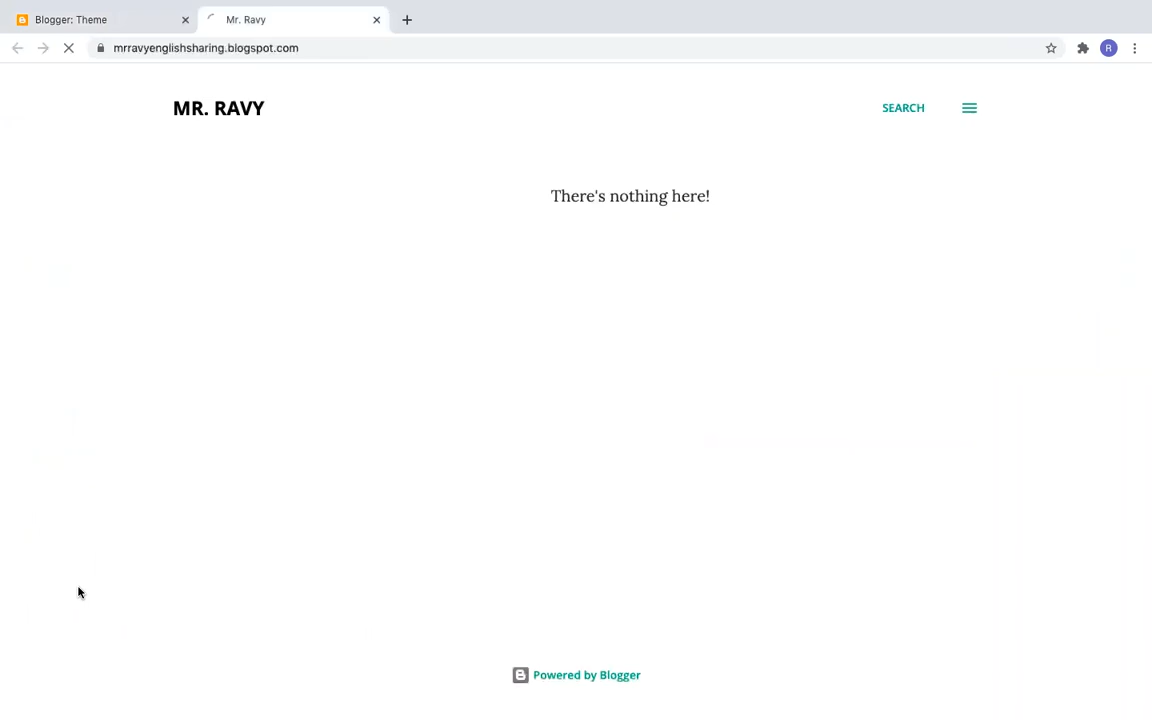 Blogger: Theme
Mr. Ravy
mrravyenglishsharing.blogspot.com
R
MR. RAVY
SEARCH
There's nothing here!
Powered by Blogger